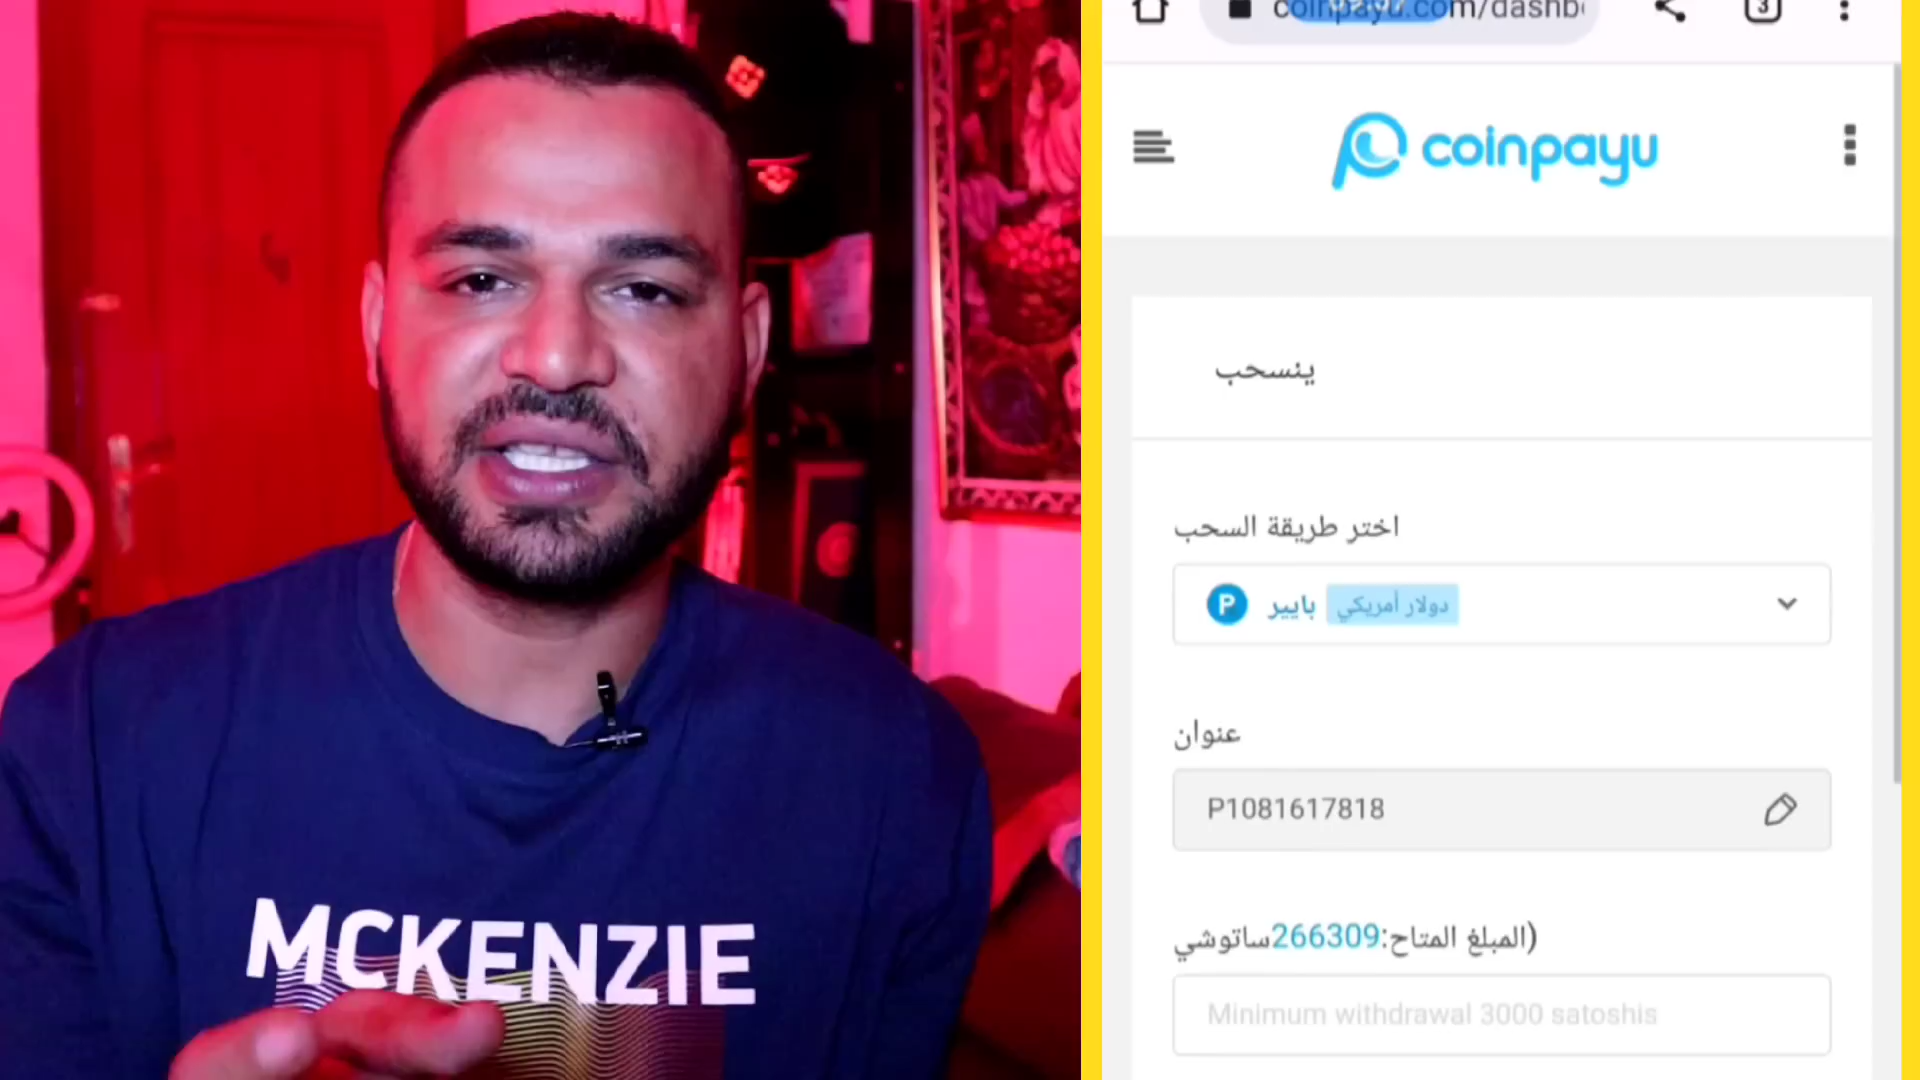 MCKENZIE
coinpayu.com/dashb
3
coinpayu
ينسحب
اختر طريقة السحب
P بايير دولار أمريكي
عنوان
P1081617818
(المبلغ المتاح:266309ساتوشي
Minimum withdrawal 3000 satoshis